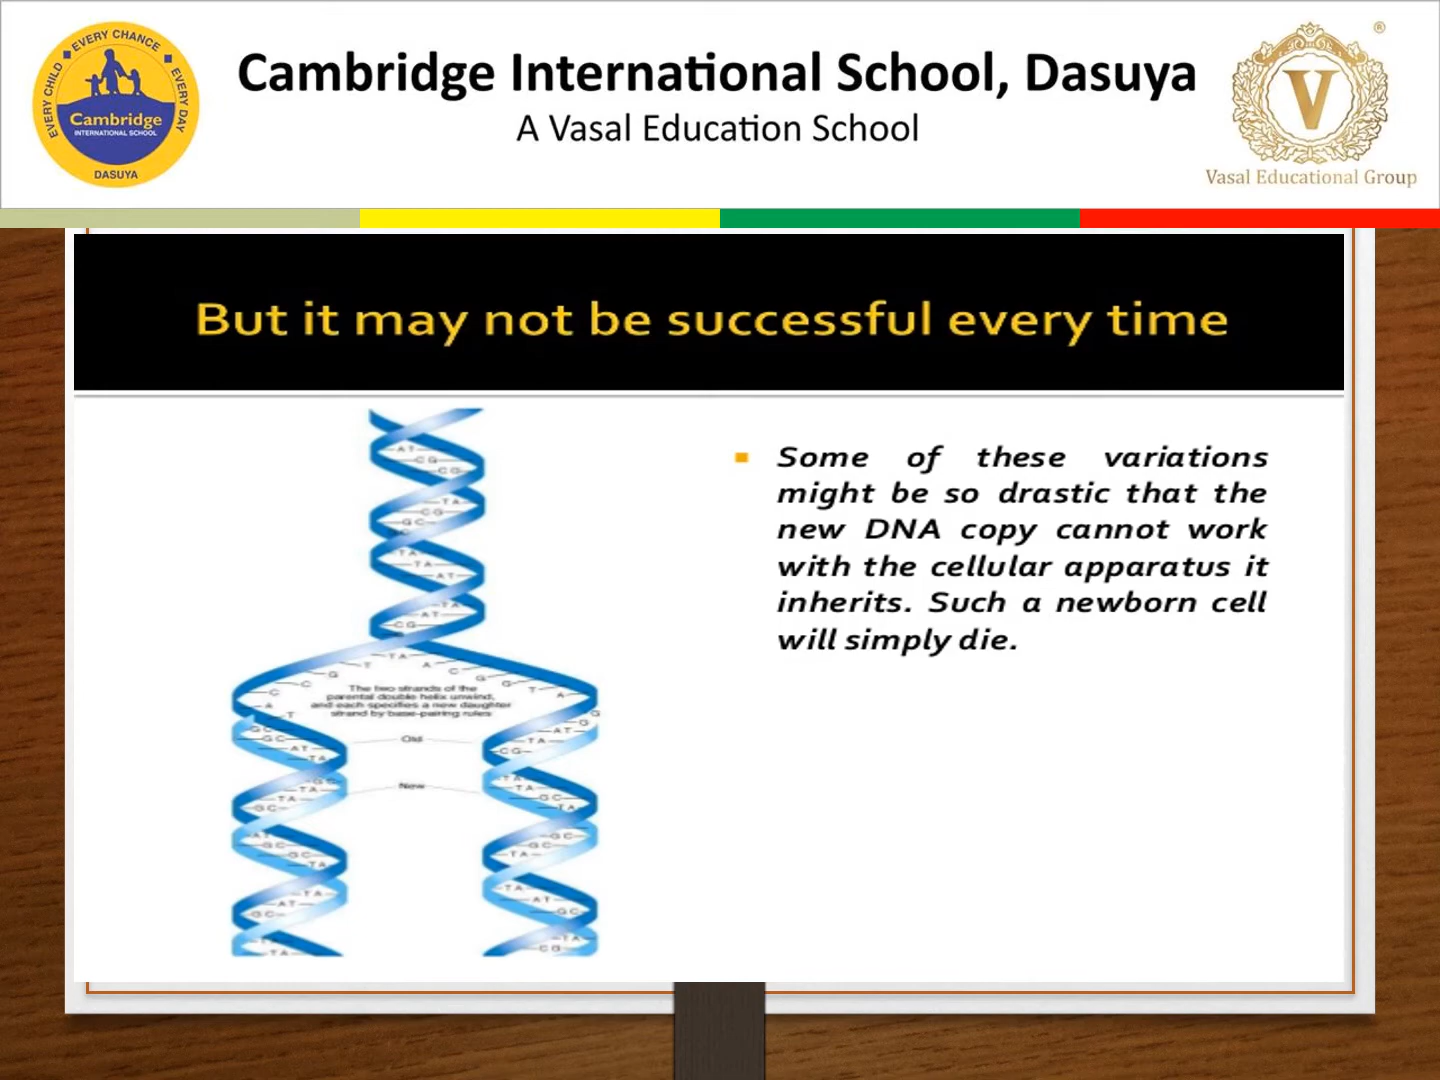 EVERY CHILD ■ EVERY CHANCE ■ EVERY DAY
Cambridge
INTERNATIONAL SCHOOL
DASUYA
Cambridge International School, Dasuya
A Vasal Education School
®
V
Vasal Educational Group
But it may not be successful every time
Some of these variations
might be so drastic that the
new DNA copy cannot work
with the cellular apparatus it
inherits. Such a newborn cell
will simply die.
The two strands of the
parental double helix unwind,
and each specifies a new daughter
strand by base-pairing rules
Old
New